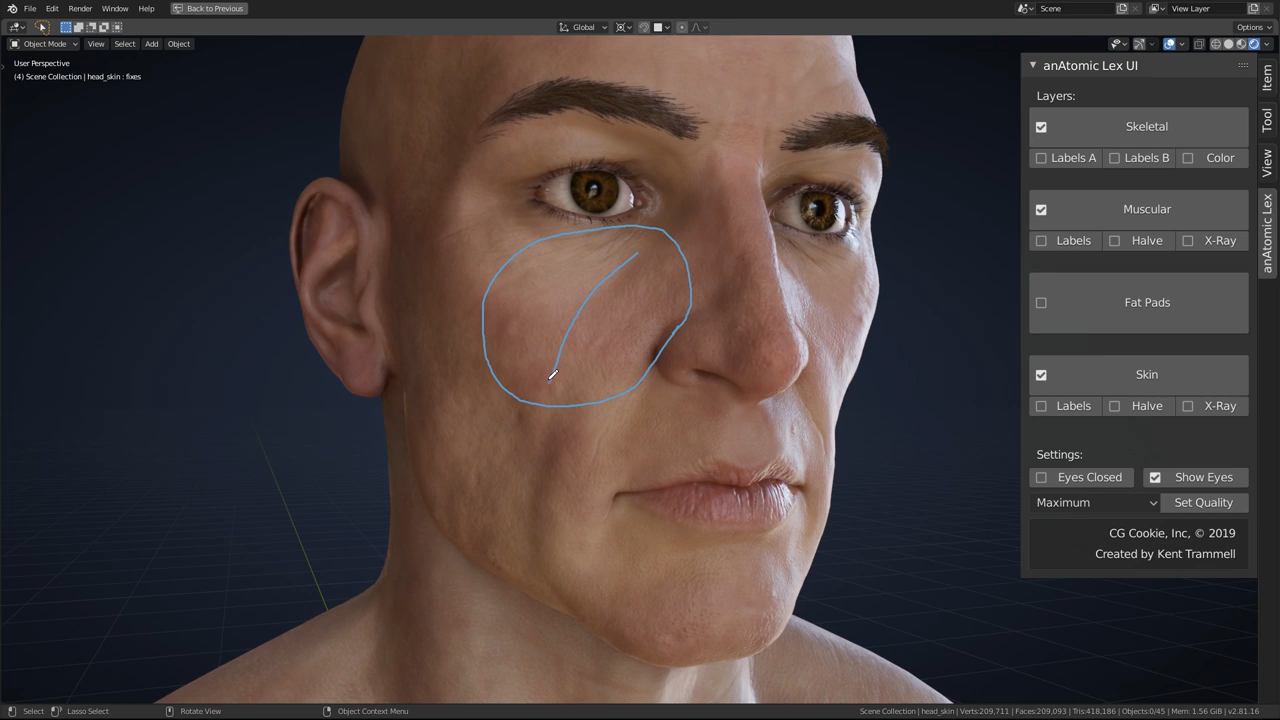 File Edit Render Window Help Back to Previous Scene View Layer
Global Options
Object Mode View Select Add Object
User Perspective
(4) Scene Collection | head_skin : fixes
anAtomic Lex UI
Layers:
Skeletal
Labels A Labels B Color
Muscular
Labels Halve X-Ray
Fat Pads
Skin
Labels Halve X-Ray
Settings:
Eyes Closed Show Eyes
Maximum Set Quality
CG Cookie, Inc, © 2019
Created by Kent Trammell
Item
Tool
View
anAtomic Lex
Select Lasso Select Rotate View Object Context Menu Scene Collection | head_skin | Verts:209,711 | Faces:209,093 | Tris:418,186 | Objects:0/45 | Mem: 1.56 GiB | v2.81.16